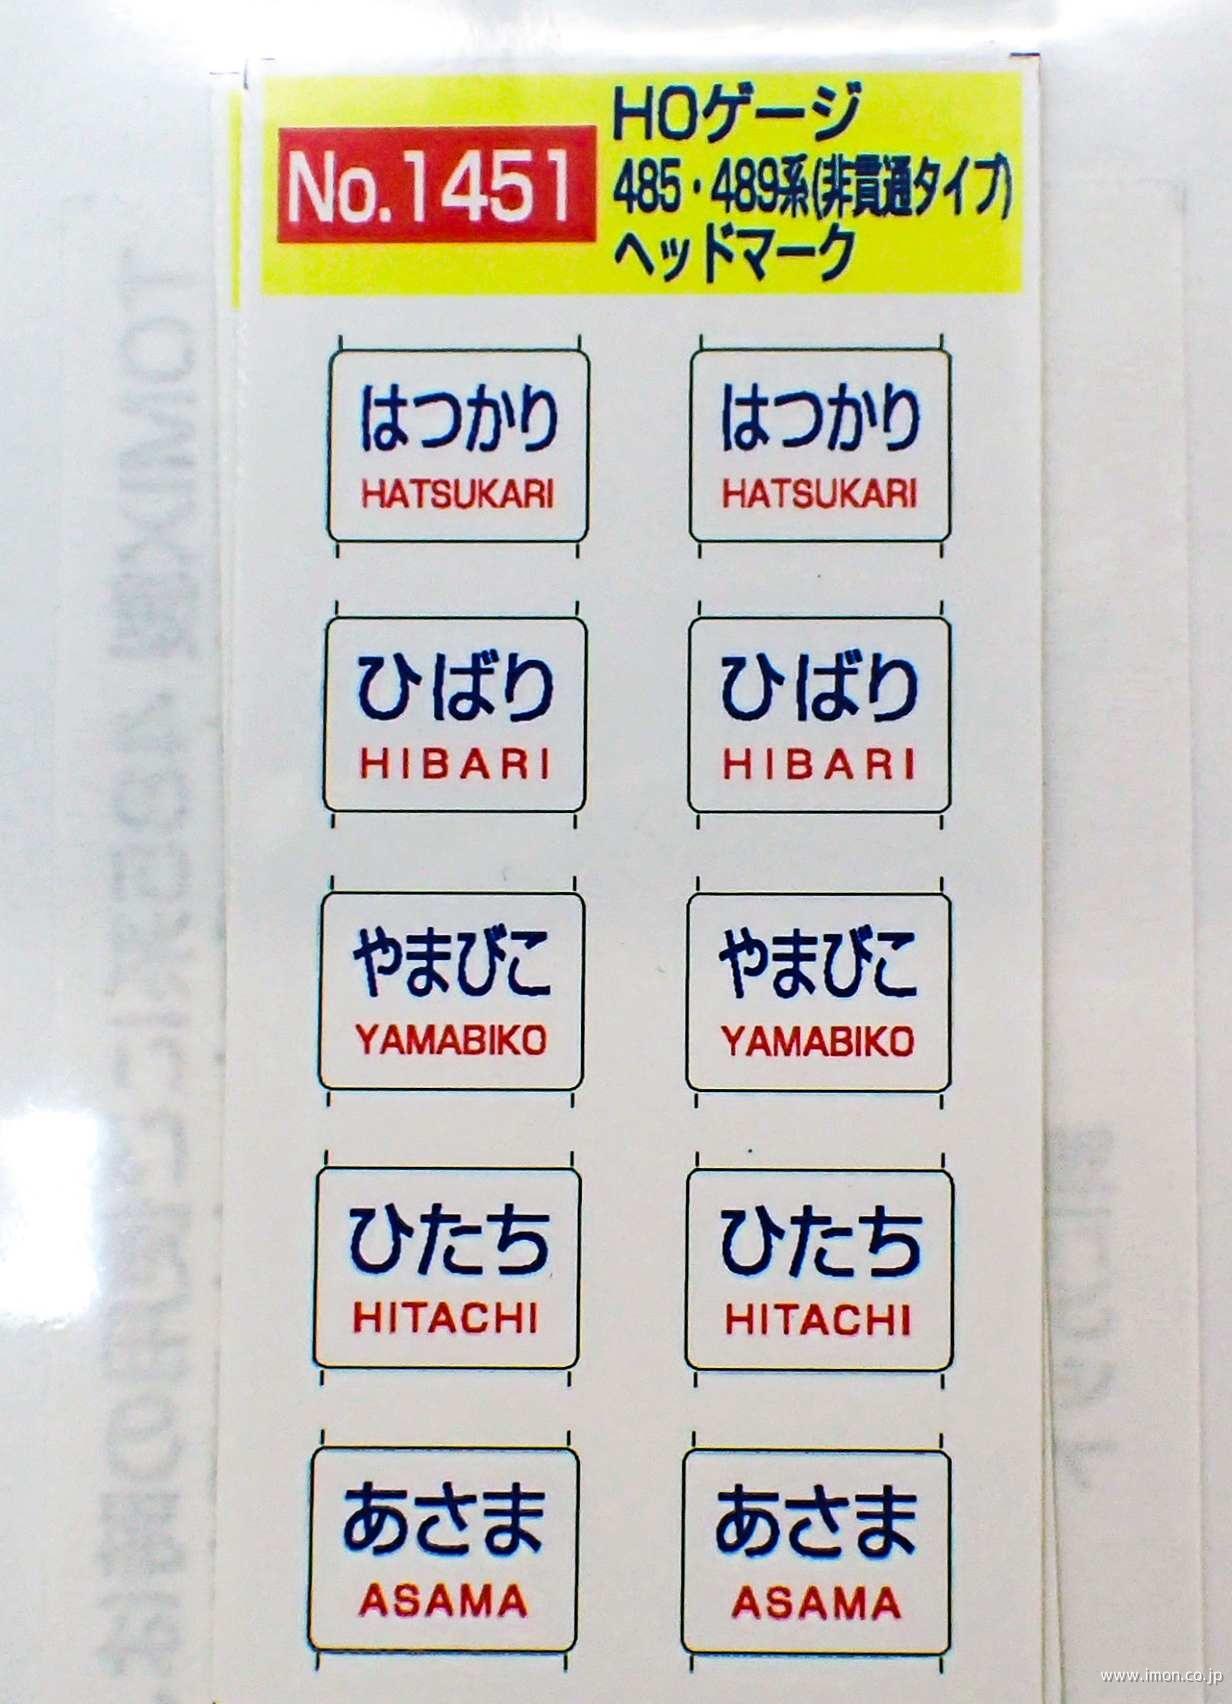 No.1451
HOゲージ
485・489系(非貫通タイプ)
ヘッドマーク
はつかり はつかり
HATSUKARI HATSUKARI
ひばり ひばり
HIBARI HIBARI
やまびこ やまびこ
YAMABIKO YAMABIKO
ひたち ひたち
HITACHI HITACHI
あさま あさま
ASAMA ASAMA
www.imon.co.jp